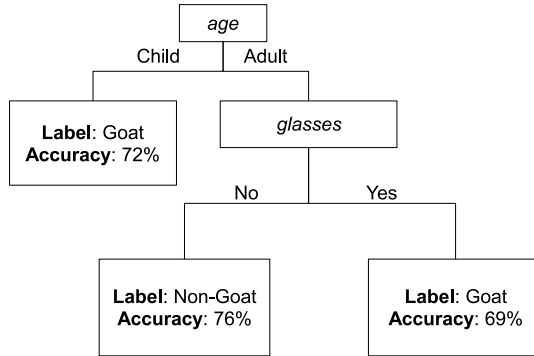 age
Child Adult
Label: Goat
Accuracy: 72%
glasses
No Yes
Label: Non-Goat
Accuracy: 76%
Label: Goat
Accuracy: 69%